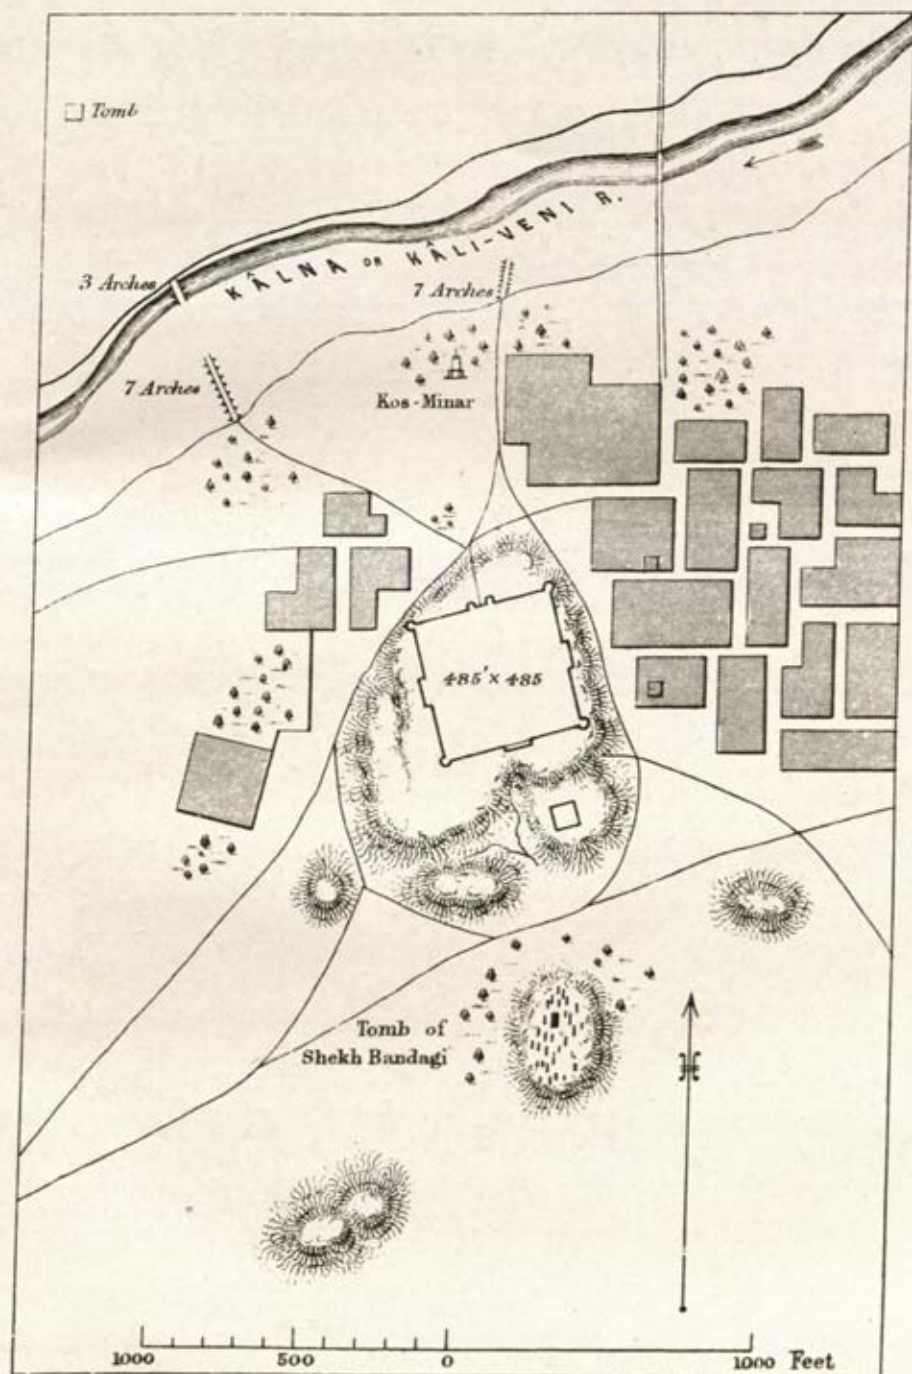 Tomb
KÂLNA OR KÂLI-VENI R.
3 Arches
7 Arches
7 Arches
Kos-Minar
485' × 485
Tomb of
Shekh Bandagi
1000 500 0 1000 Feet